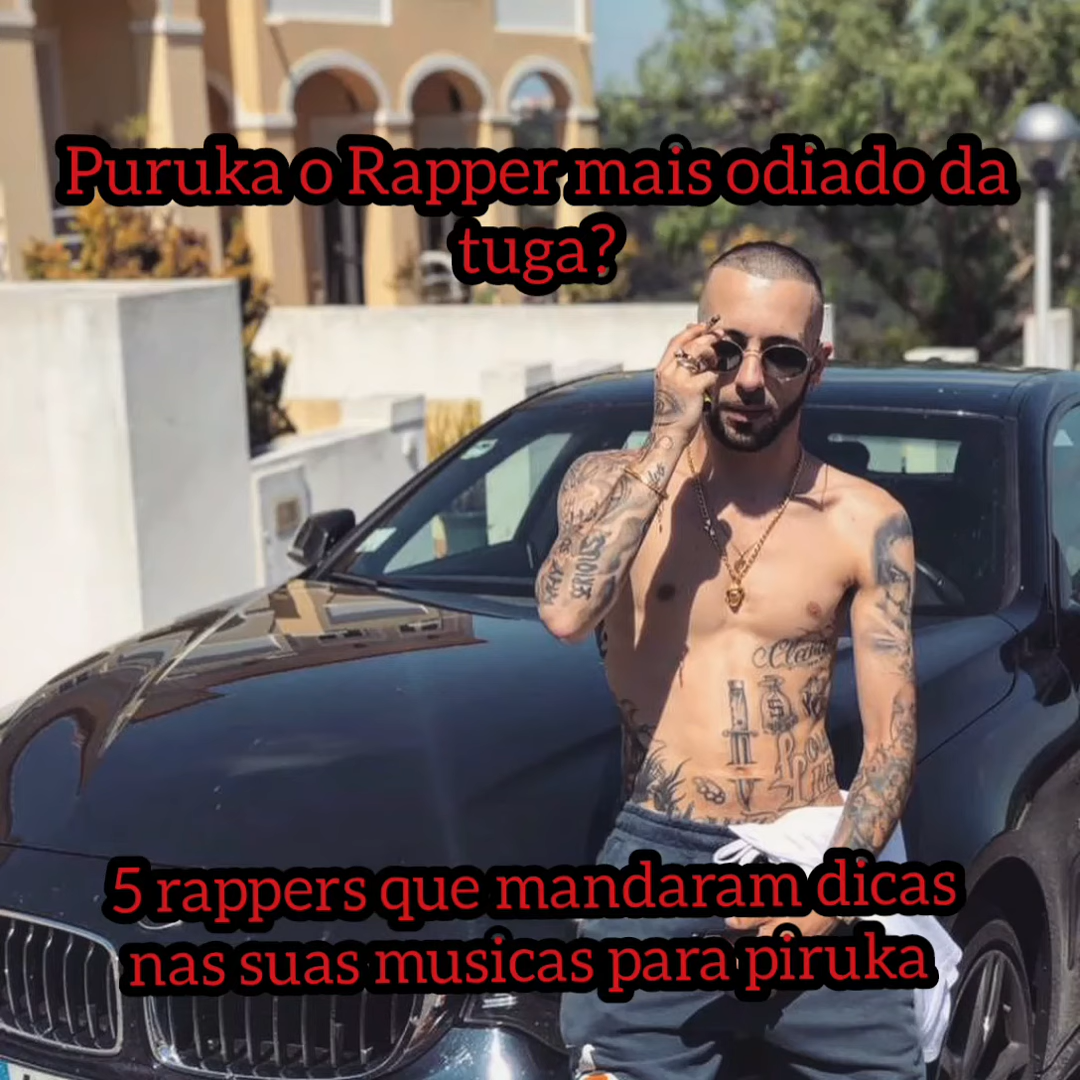 Puruka o Rapper mais odiado da
tuga?
5 rappers que mandaram dicas
nas suas musicas para piruka